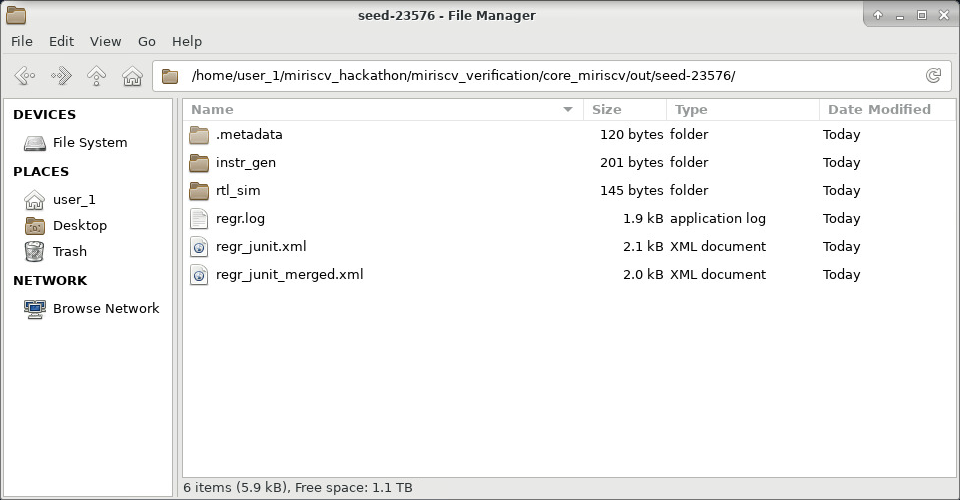 seed-23576 - File Manager
File Edit View Go Help
/home/user_1/miriscv_hackathon/miriscv_verification/core_miriscv/out/seed-23576/
DEVICES
File System
PLACES
user_1
Desktop
Trash
NETWORK
Browse Network
Name Size Type Date Modified
.metadata 120 bytes folder Today
instr_gen 201 bytes folder Today
rtl_sim 145 bytes folder Today
regr.log 1.9 kB application log Today
regr_junit.xml 2.1 kB XML document Today
regr_junit_merged.xml 2.0 kB XML document Today
6 items (5.9 kB), Free space: 1.1 TB